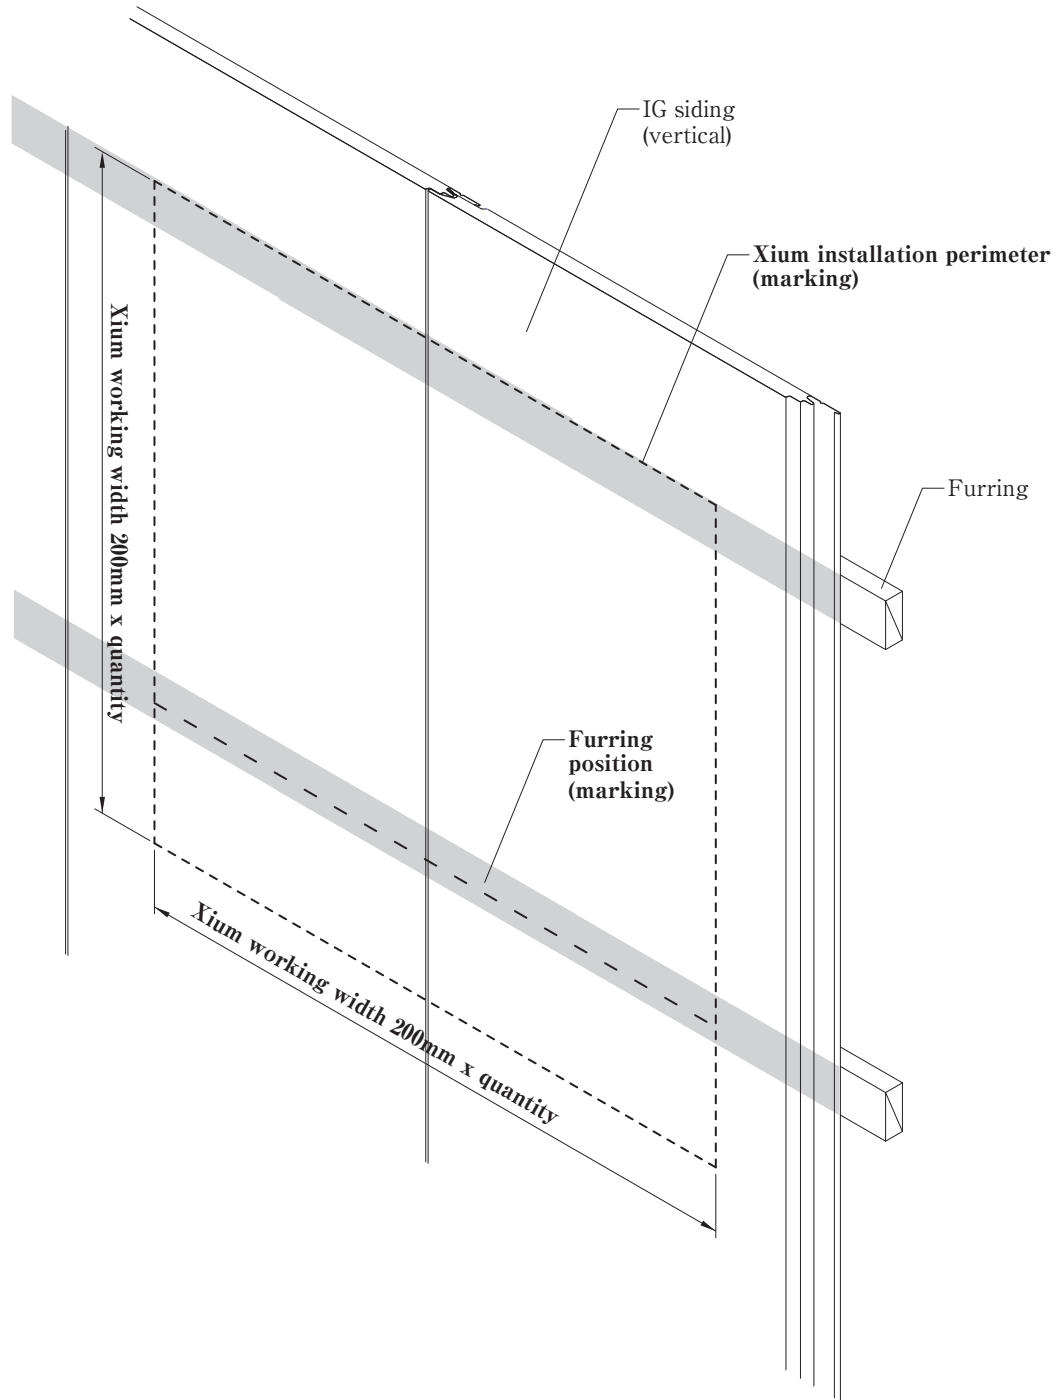 IG siding
(vertical)
Xium installation perimeter
(marking)
Xium working width 200mm x quantity
Furring
Furring
position
(marking)
Xium working width 200mm x quantity